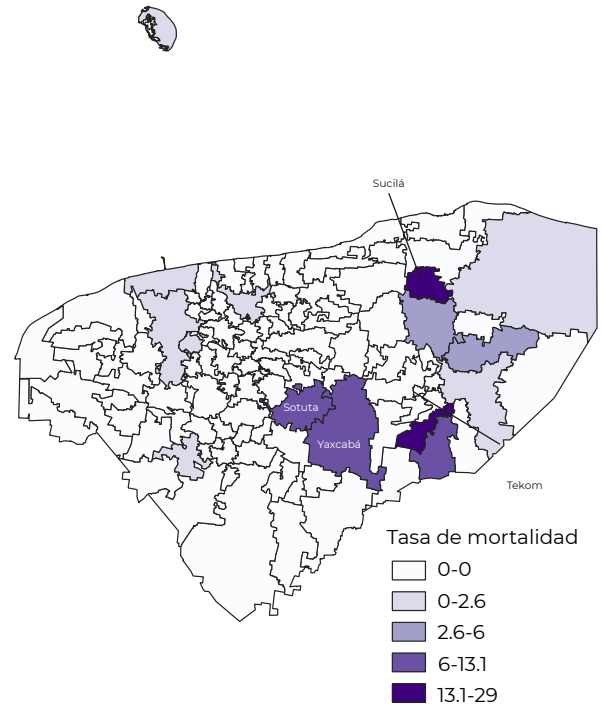 Sucilá
Sotuta
Yaxcabá
Tekom
Tasa de mortalidad
0-0
0-2.6
2.6-6
6-13.1
13.1-29